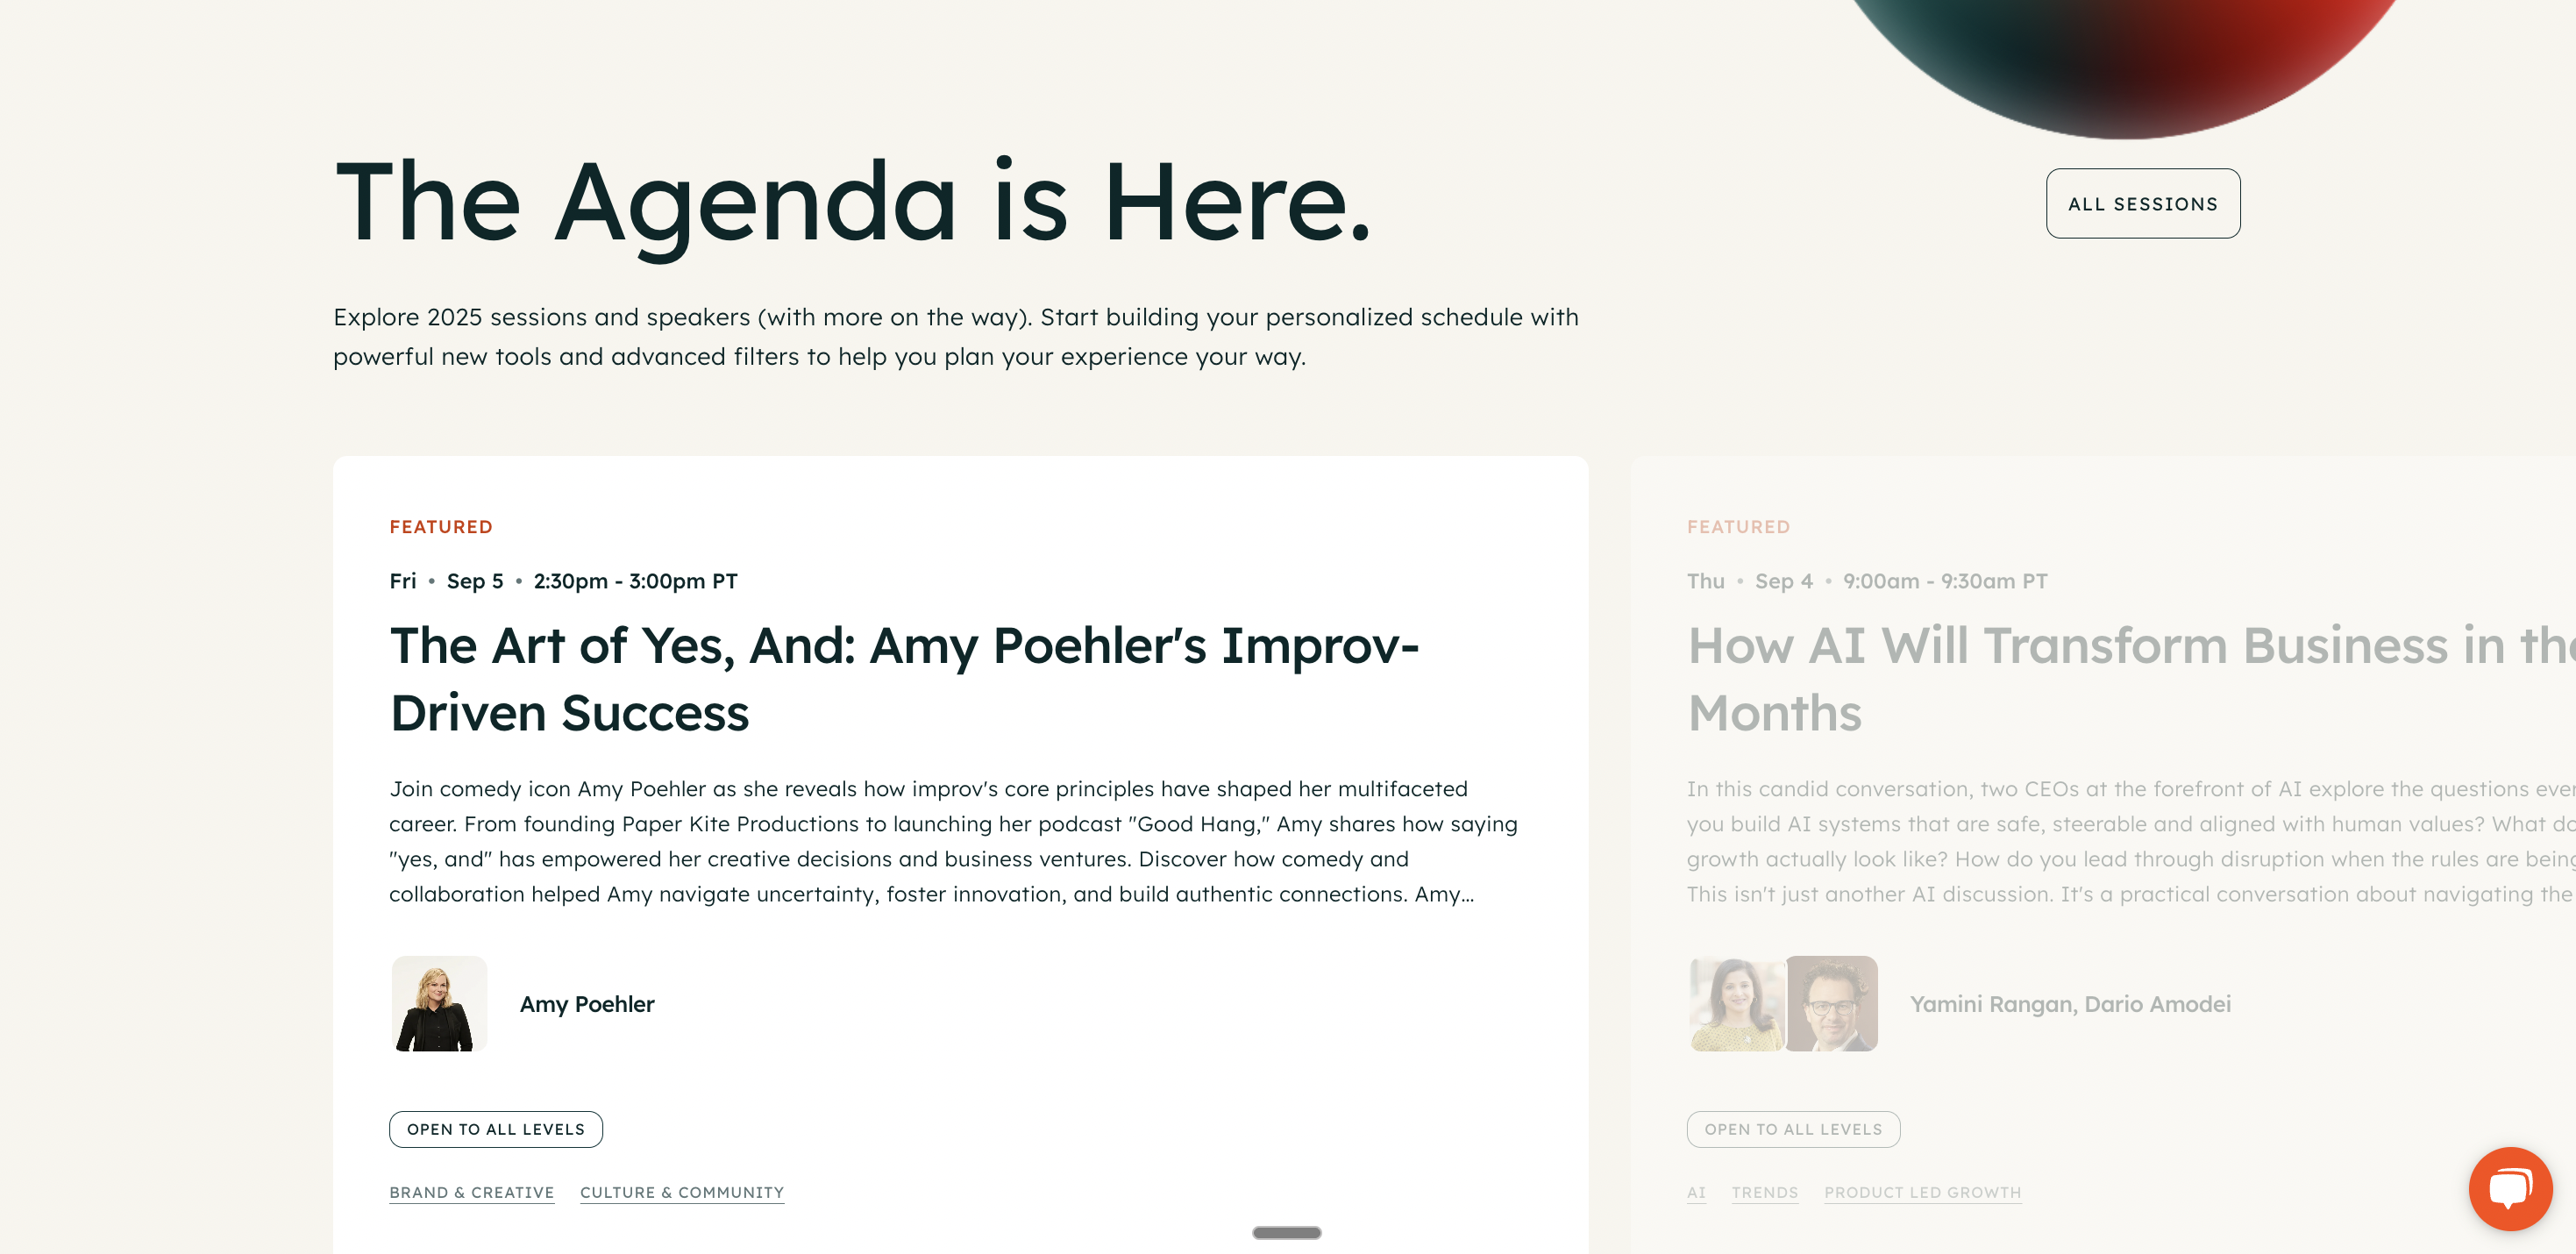 The Agenda is Here.
ALL SESSIONS
Explore 2025 sessions and speakers (with more on the way). Start building your personalized schedule with
powerful new tools and advanced filters to help you plan your experience your way.
FEATURED
Fri • Sep 5 • 2:30pm - 3:00pm PT
The Art of Yes, And: Amy Poehler's Improv-
Driven Success
Join comedy icon Amy Poehler as she reveals how improv's core principles have shaped her multifaceted
career. From founding Paper Kite Productions to launching her podcast "Good Hang," Amy shares how saying
"yes, and" has empowered her creative decisions and business ventures. Discover how comedy and
collaboration helped Amy navigate uncertainty, foster innovation, and build authentic connections. Amy...
Amy Poehler
OPEN TO ALL LEVELS
BRAND & CREATIVE CULTURE & COMMUNITY
FEATURED
Thu • Sep 4 • 9:00am - 9:30am PT
How AI Will Transform Business in
Months
In this candid conversation, two CEOs at the forefront of AI explore the questions
you build AI systems that are safe, steerable and aligned with human values? What
growth actually look like? How do you lead through disruption when the rules are being
This isn't just another AI discussion. It's a practical conversation about navigating the
Yamini Rangan, Dario Amodei
OPEN TO ALL LEVELS
AI TRENDS PRODUCT LED GROWTH